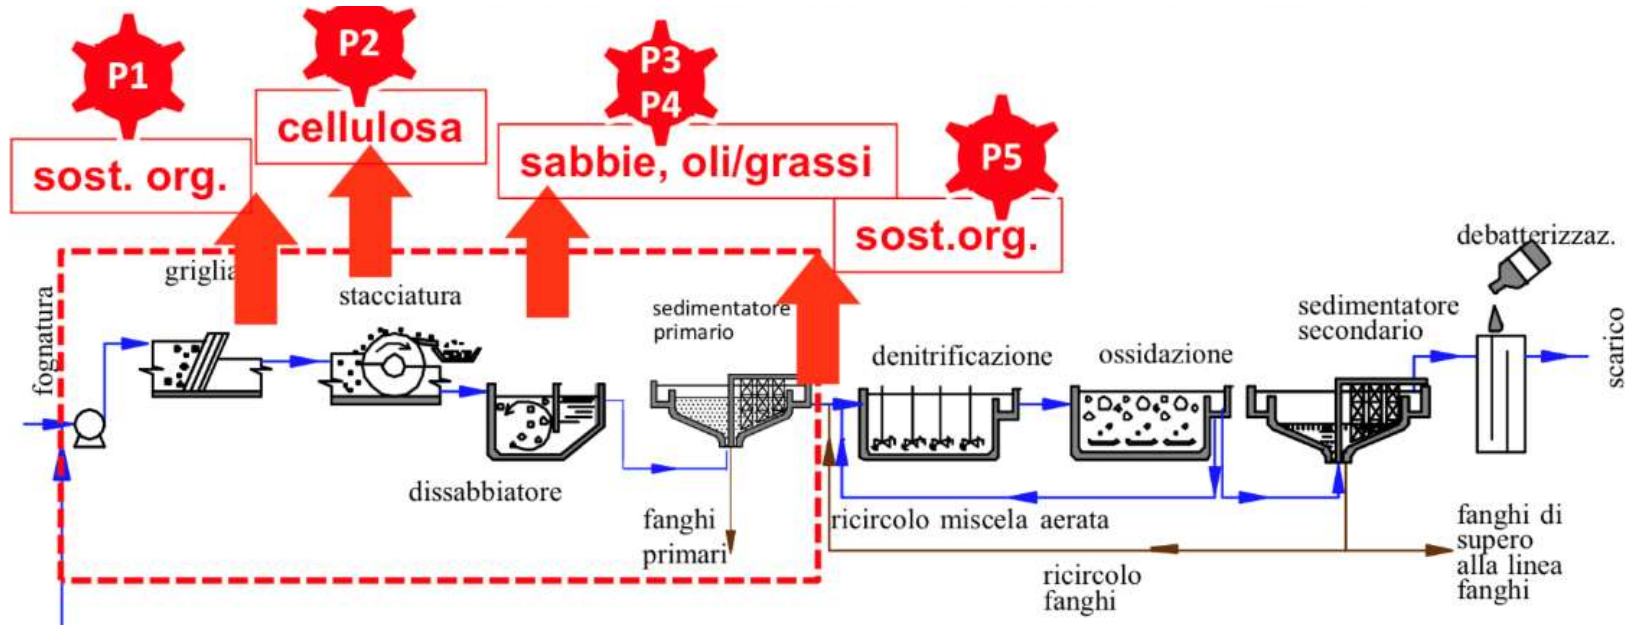 P1
P2
P3
P4
P5
sost. org.
cellulosa
sabbie, oli/grassi
sost.org.
fognatura
griglia
stacciatura
dissabbiatore
sedimentatore
primario
fanghi
primari
denitrificazione
ossidazione
sedimentatore
secondario
debatterizzaz.
scarico
ricircolo miscela aerata
ricircolo
fanghi
fanghi di
supero
alla linea
fanghi